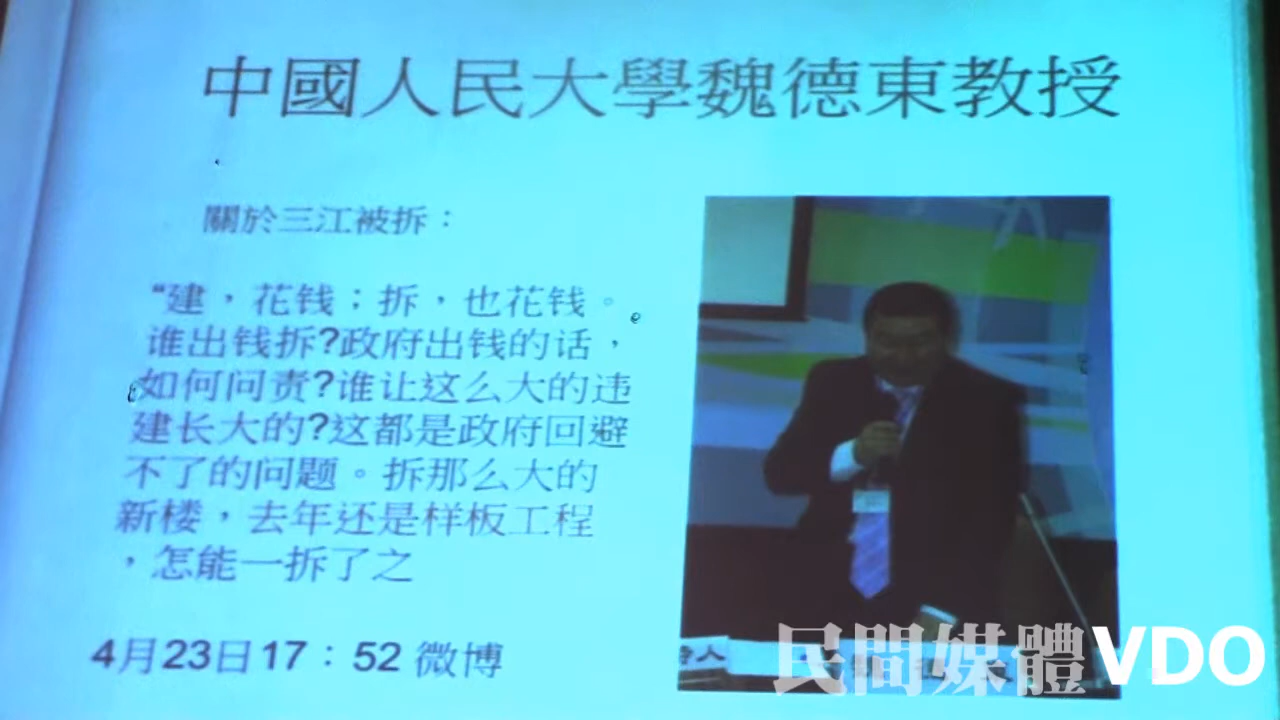 中國人民大學魏德東教授
關於三江被拆：
“建，花钱；拆，也花钱。
谁出钱拆?政府出钱的话，
如何问责?谁让这么大的违
建长大的?这都是政府回避
不了的问题。拆那么大的
新楼，去年还是样板工程
，怎能一拆了之
4月23日17：52 微博
人
民間媒體VDO